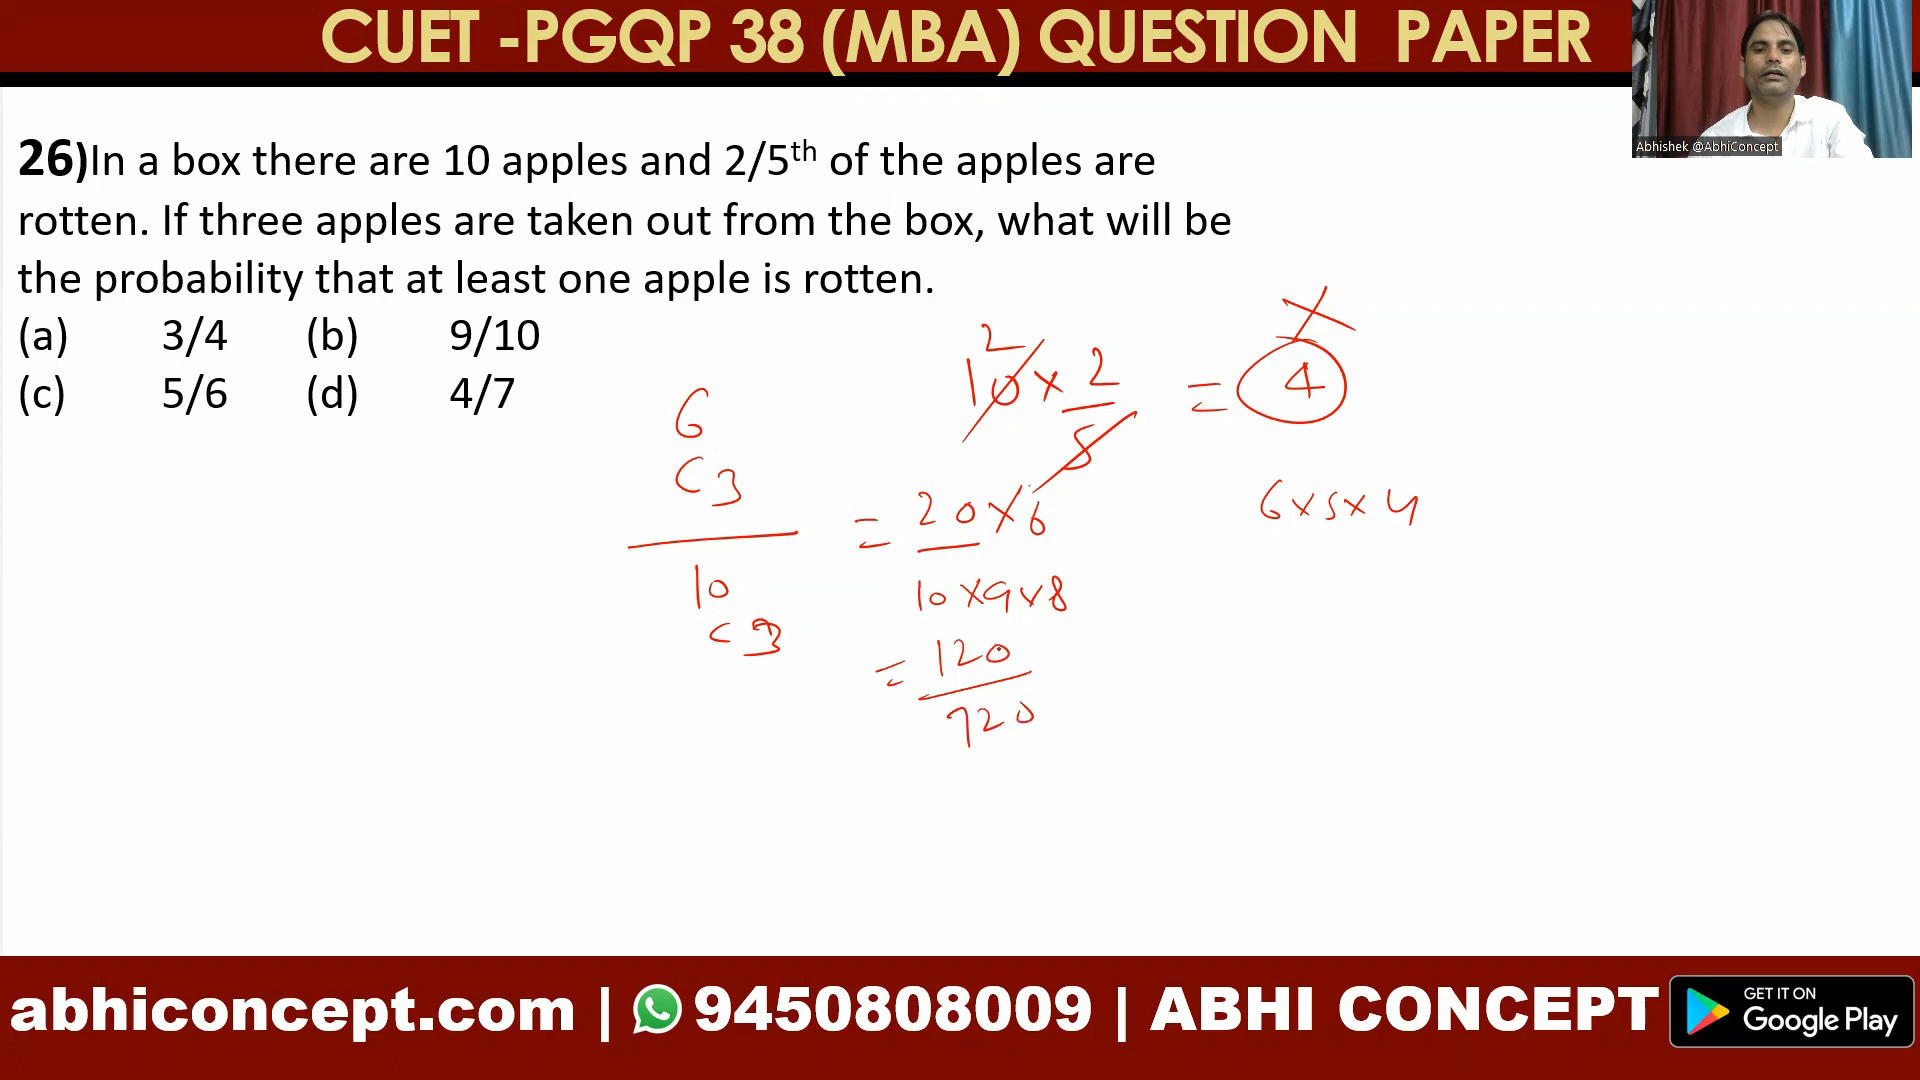 CUET -PGQP 38 (MBA) QUESTION PAPER
Abhishek @AbhiConcept
26)In a box there are 10 apples and 2/5th of the apples are
rotten. If three apples are taken out from the box, what will be
the probability that at least one apple is rotten.
(a) 3/4 (b) 9/10
(c) 5/6 (d) 4/7
2
10 × 2 = 4
5
6
C3
10
C3
= 20 × 6
10 × 9 × 8
6 × 5 × 4
= 120
720
abhiconcept.com | 9450808009 | ABHI CONCEPT
GET IT ON
Google Play